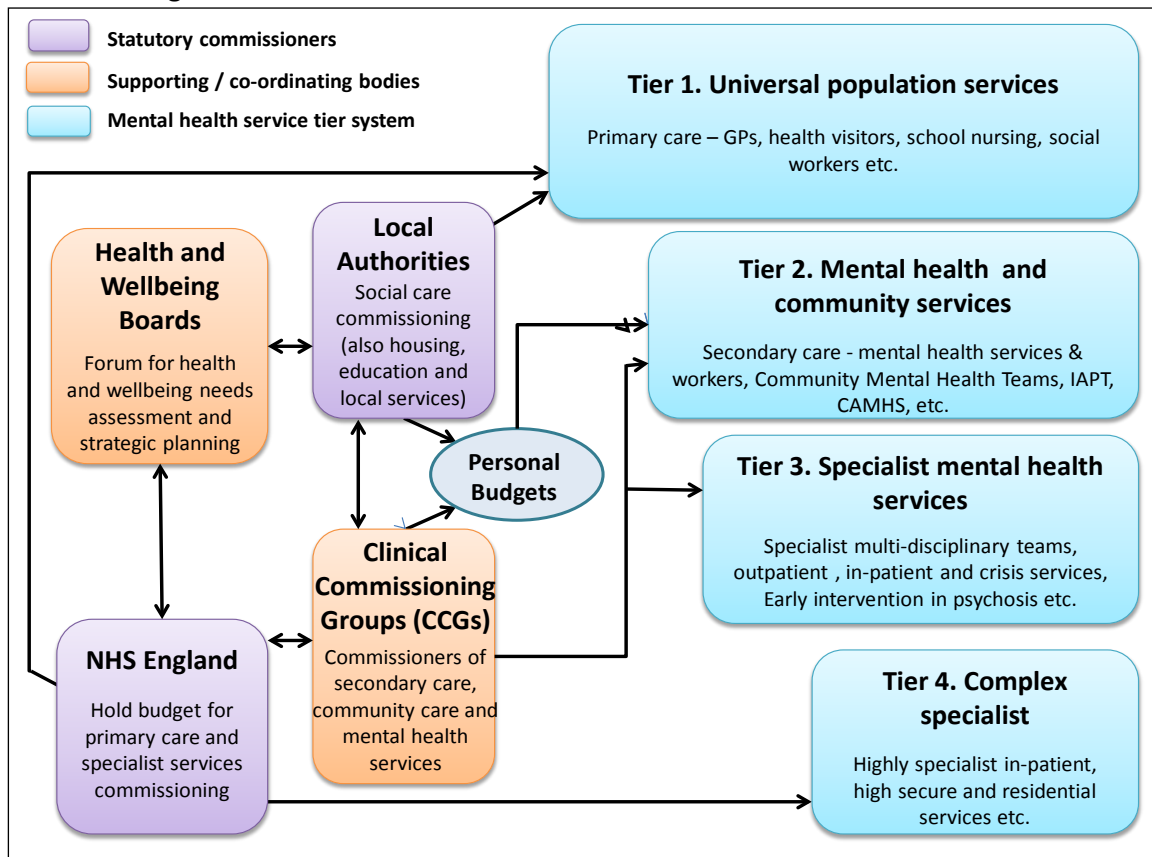 Statutory commissioners
Supporting / co-ordinating bodies
Mental health service tier system
Tier 1. Universal population services
Primary care – GPs, health visitors, school nursing, social
workers etc.
Health and
Wellbeing
Boards
Forum for health
and wellbeing needs
assessment and
strategic planning
Local
Authorities
Social care
commissioning
(also housing,
education and
local services)
Tier 2. Mental health and
community services
Secondary care - mental health services &
workers, Community Mental Health Teams, IAPT,
CAMHS, etc.
Personal
Budgets
Tier 3. Specialist mental health
services
Specialist multi-disciplinary teams,
outpatient , in-patient and crisis services,
Early intervention in psychosis etc.
Clinical
Commissioning
Groups (CCGs)
Commissioners of
secondary care,
community care and
mental health
services
NHS England
Hold budget for
primary care and
specialist services
commissioning
Tier 4. Complex
specialist
Highly specialist in-patient,
high secure and residential
services etc.